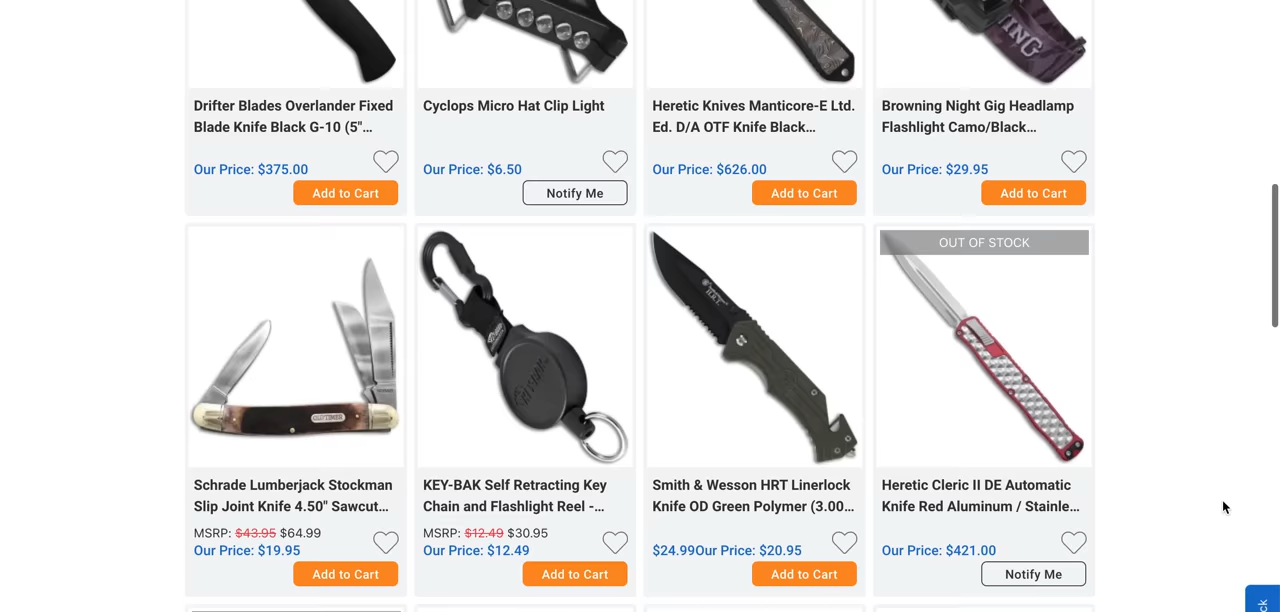 ING
Drifter Blades Overlander Fixed
Blade Knife Black G-10 (5"...
Our Price: $375.00
Add to Cart
Cyclops Micro Hat Clip Light
Our Price: $6.50
Notify Me
Heretic Knives Manticore-E Ltd.
Ed. D/A OTF Knife Black...
Our Price: $626.00
Add to Cart
Browning Night Gig Headlamp
Flashlight Camo/Black...
Our Price: $29.95
Add to Cart
OUT OF STOCK
Schrade Lumberjack Stockman
Slip Joint Knife 4.50" Sawcut...
MSRP: $43.95 $64.99
Our Price: $19.95
Add to Cart
KEY-BAK Self Retracting Key
Chain and Flashlight Reel -...
MSRP: $12.49 $30.95
Our Price: $12.49
Add to Cart
Smith & Wesson HRT Linerlock
Knife OD Green Polymer (3.00...
$24.99Our Price: $20.95
Add to Cart
Heretic Cleric II DE Automatic
Knife Red Aluminum / Stainle...
Our Price: $421.00
Notify Me